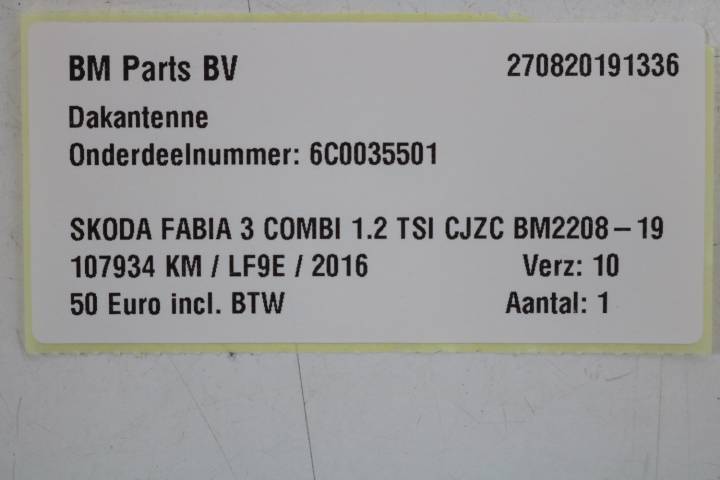 BM Parts BV 270820191336
Dakantenne
Onderdeelnummer: 6C0035501
SKODA FABIA 3 COMBI 1.2 TSI CJZC BM2208-19
107934 KM / LF9E / 2016 Verz: 10
50 Euro incl. BTW Aantal: 1